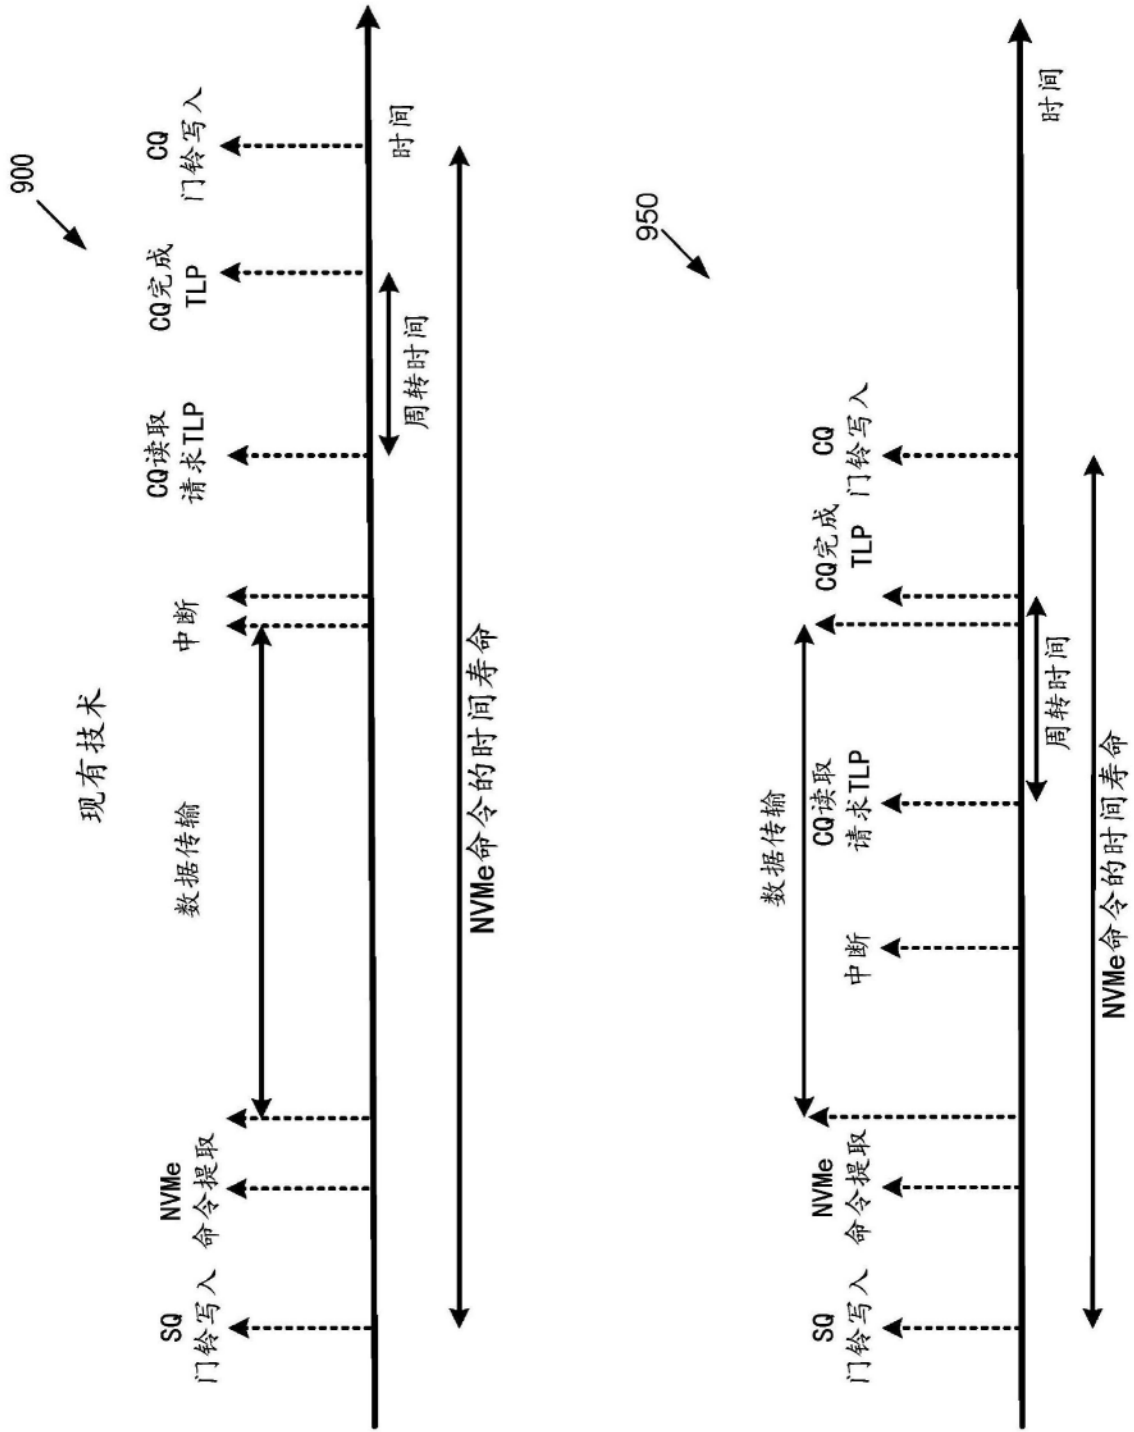 900
现有技术
SQ
门铃写入
NVMe
命令提取
数据传输
中断
CQ读取
请求TLP
CQ完成
TLP
CQ
门铃写入
周转时间
时间
NVMe命令的时间寿命
950
SQ
门铃写入
NVMe
命令提取
数据传输
中断
CQ读取
请求TLP
CQ完成
TLP
CQ
门铃写入
周转时间
时间
NVMe命令的时间寿命